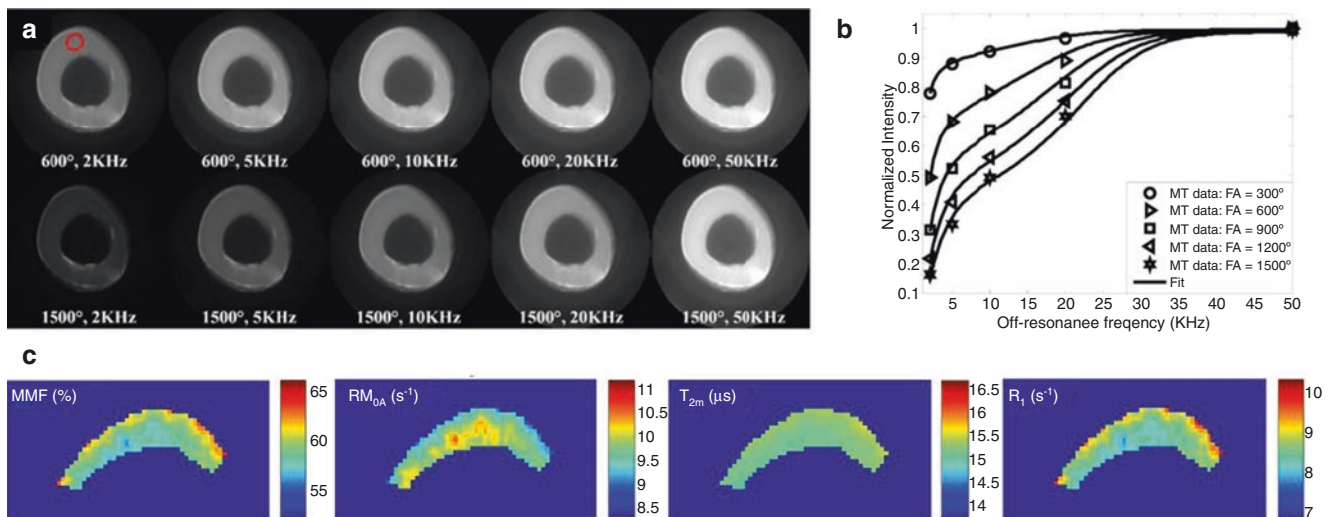 a
600°, 2KHz
600°, 5KHz
600°, 10KHz
600°, 20KHz
600°, 50KHz
1500°, 2KHz
1500°, 5KHz
1500°, 10KHz
1500°, 20KHz
1500°, 50KHz
b
Normalized Intensity
1
0.9
0.8
0.7
0.6
0.5
0.4
0.3
0.2
0.1
5
10
15
20
25
30
35
40
45
50
Off-resonanee freqency (KHz)
MT data: FA = 300º
MT data: FA = 600º
MT data: FA = 900º
MT data: FA = 1200º
MT data: FA = 1500º
Fit
c
MMF (%)
65
60
55
RM0A (s-1)
11
10.5
10
9.5
9
8.5
T2m (µs)
16.5
16
15.5
15
14.5
14
R1 (s-1)
10
9
8
7